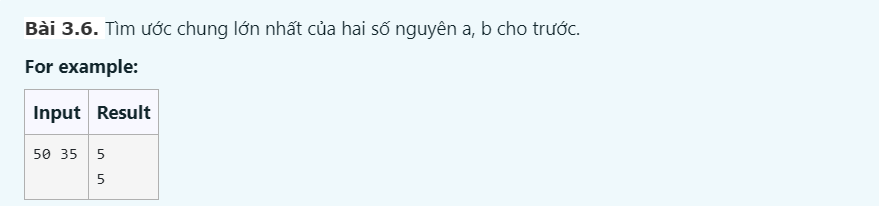 Bài 3.6. Tìm ước chung lớn nhất của hai số nguyên a, b cho trước.
For example:
Input Result
50 35 5
5